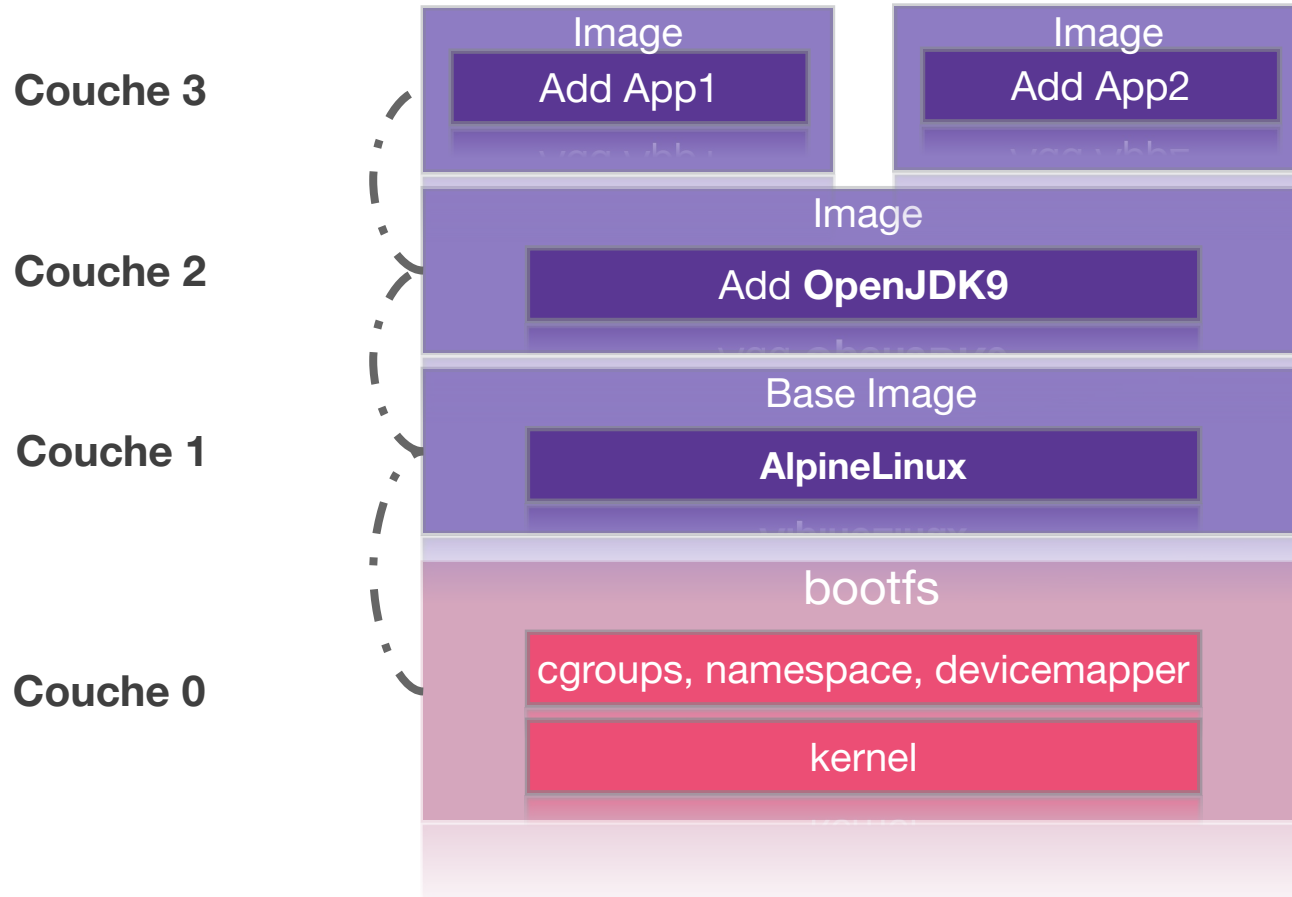 Couche 3
Image
Add App1
Image
Add App2
Couche 2
Image
Add OpenJDK9
Couche 1
Base Image
AlpineLinux
Couche 0
bootfs
cgroups, namespace, devicemapper
kernel